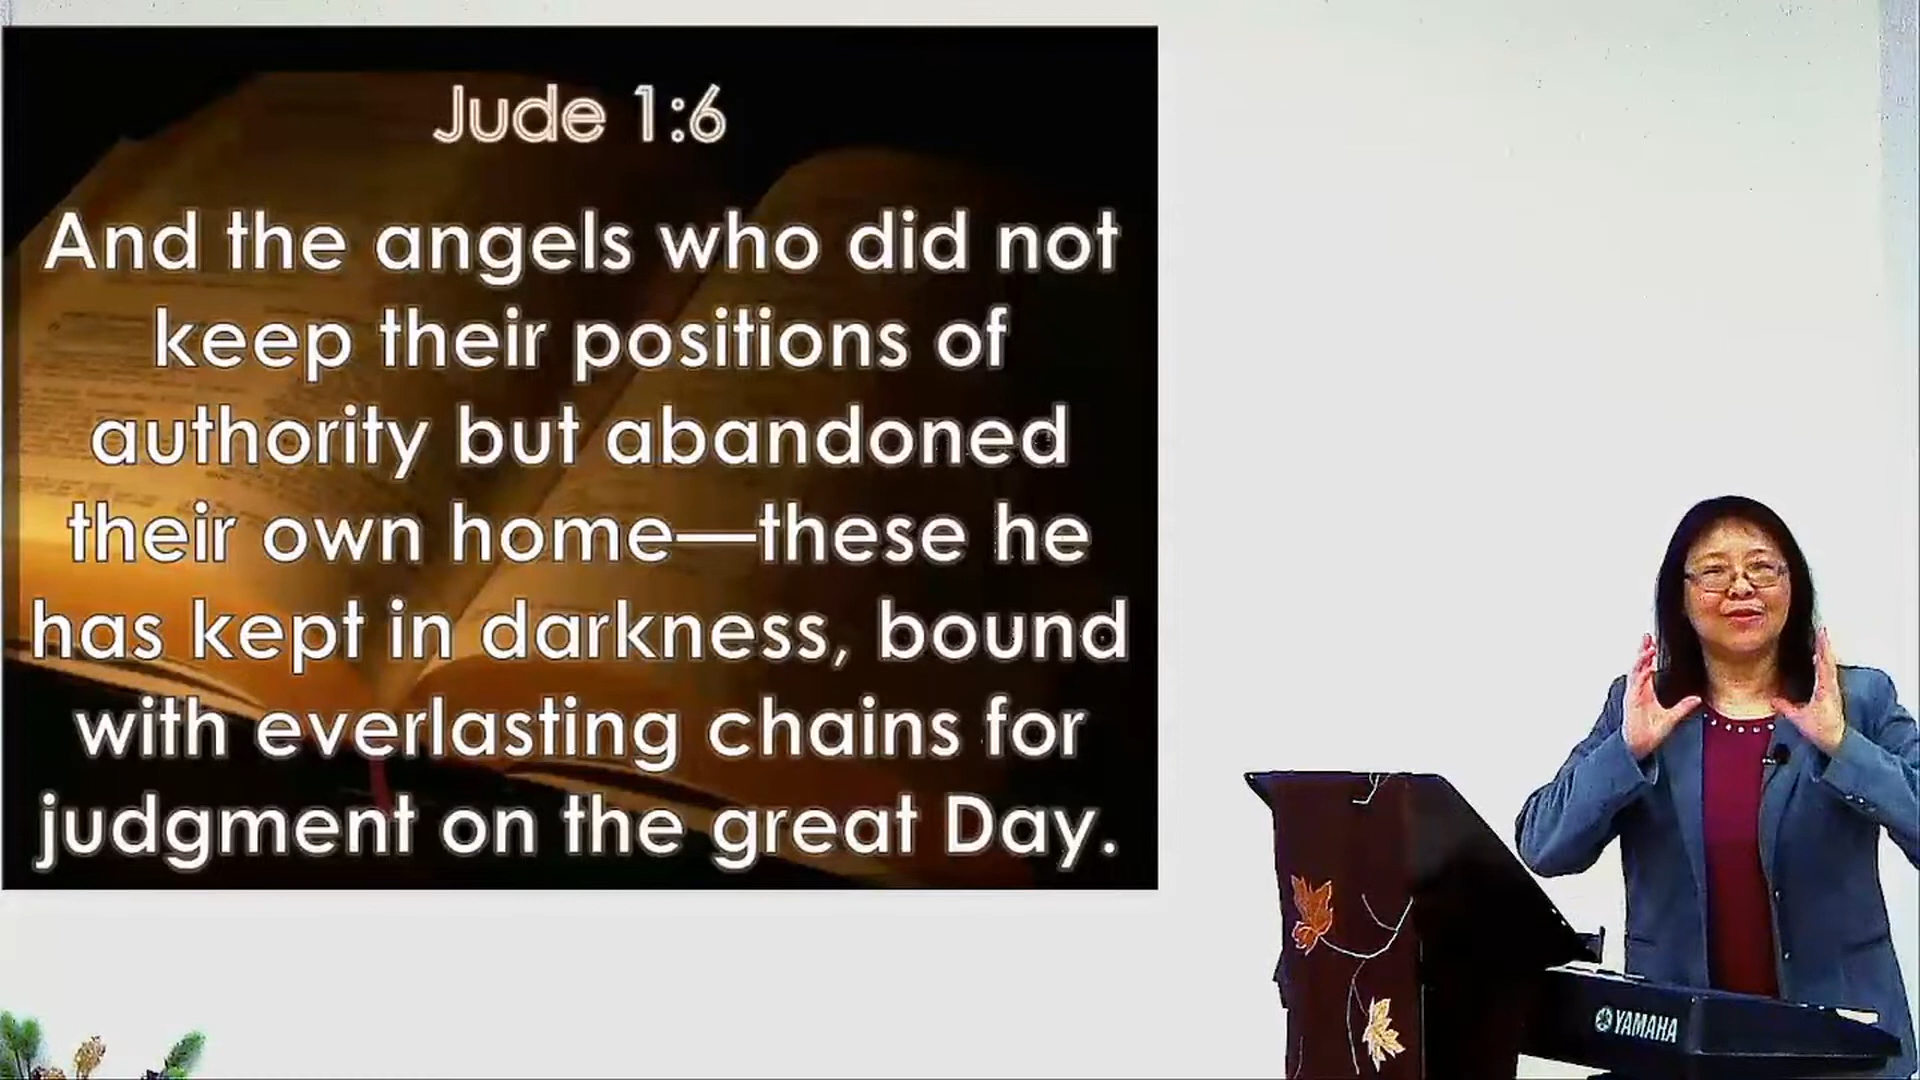 Jude 1:6
And the angels who did not
keep their positions of
authority but abandoned
their own home—these he
has kept in darkness, bound
with everlasting chains for
judgment on the great Day.
YAMAHA